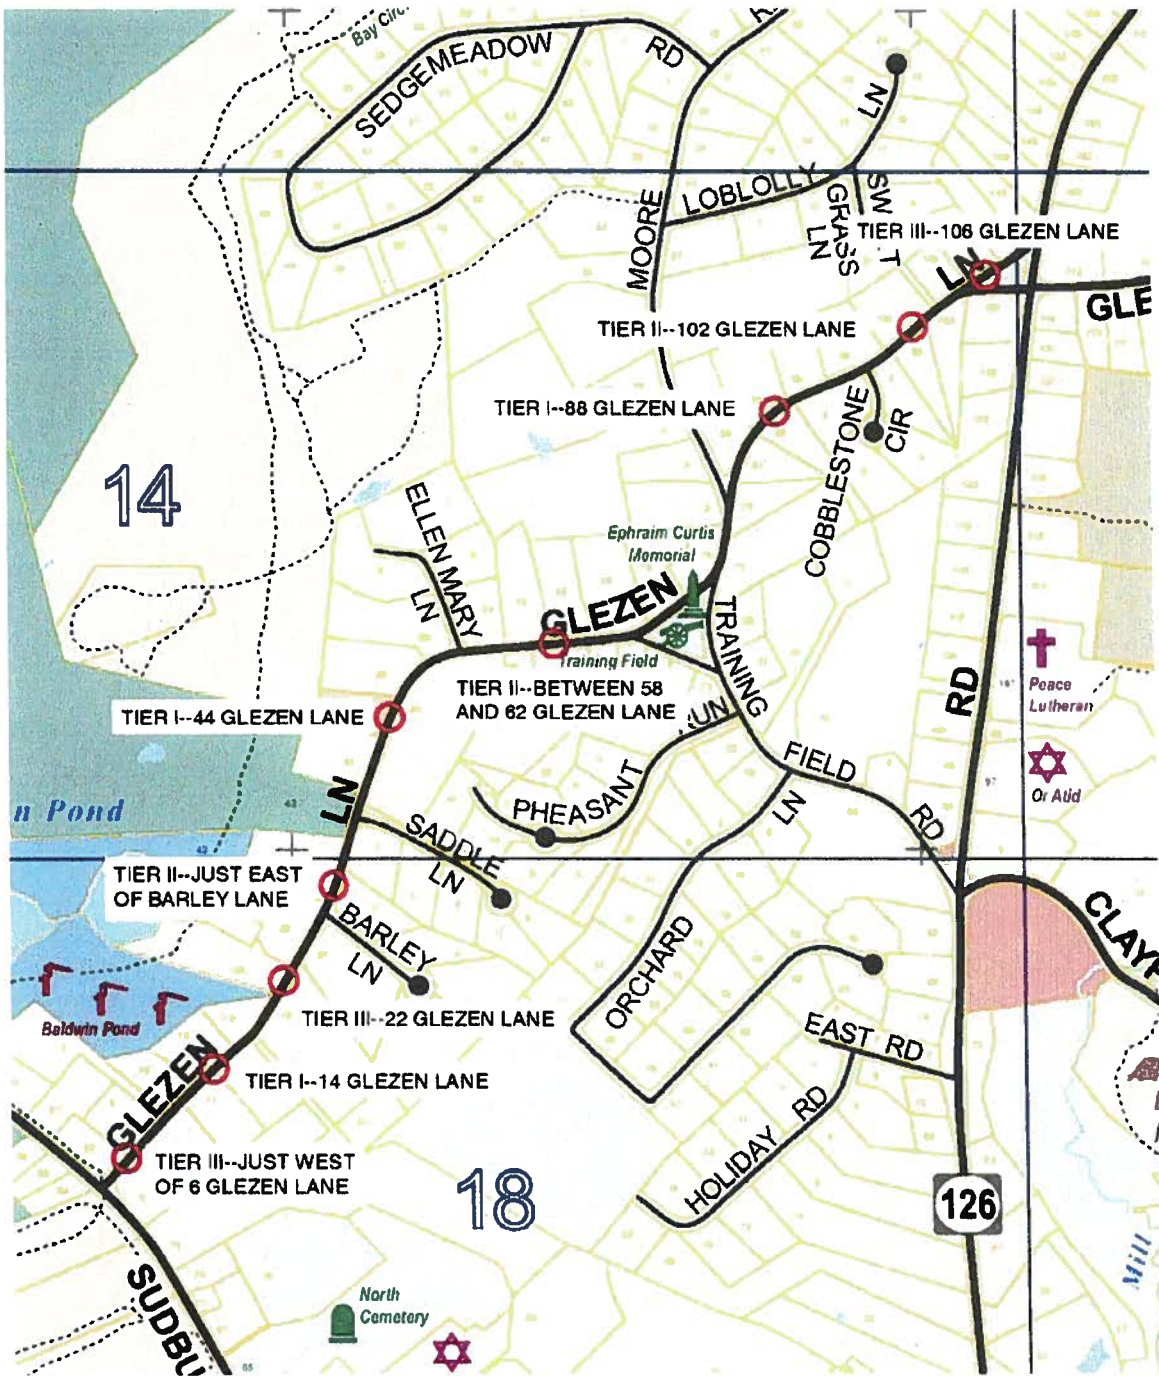 SEDGEMEADOW
RD
LN
LOBLOLLY
MOORE
GRASS
LN
TIER III--106 GLEZEN LANE
LN
GLE
TIER II--102 GLEZEN LANE
TIER I--88 GLEZEN LANE
COBBLESTONE
CIR
14
ELLEN MARY
LN
Ephraim Curtis
Memorial
GLEZEN
TRAINING
Training Field
TIER II--BETWEEN 58
AND 62 GLEZEN LANE
TIER I--44 GLEZEN LANE
RD
Peace
Lutheran
Or Atid
n Pond
LN
PHEASANT
FIELD
RD
LN
SADDLE
LN
TIER II--JUST EAST
OF BARLEY LANE
BARLEY
LN
ORCHARD
Baldwin Pond
TIER III--22 GLEZEN LANE
EAST RD
TIER I--14 GLEZEN LANE
GLEZEN
HOLIDAY RD
TIER III--JUST WEST
OF 6 GLEZEN LANE
18
126
Mill
SUDBU
North
Cemetery